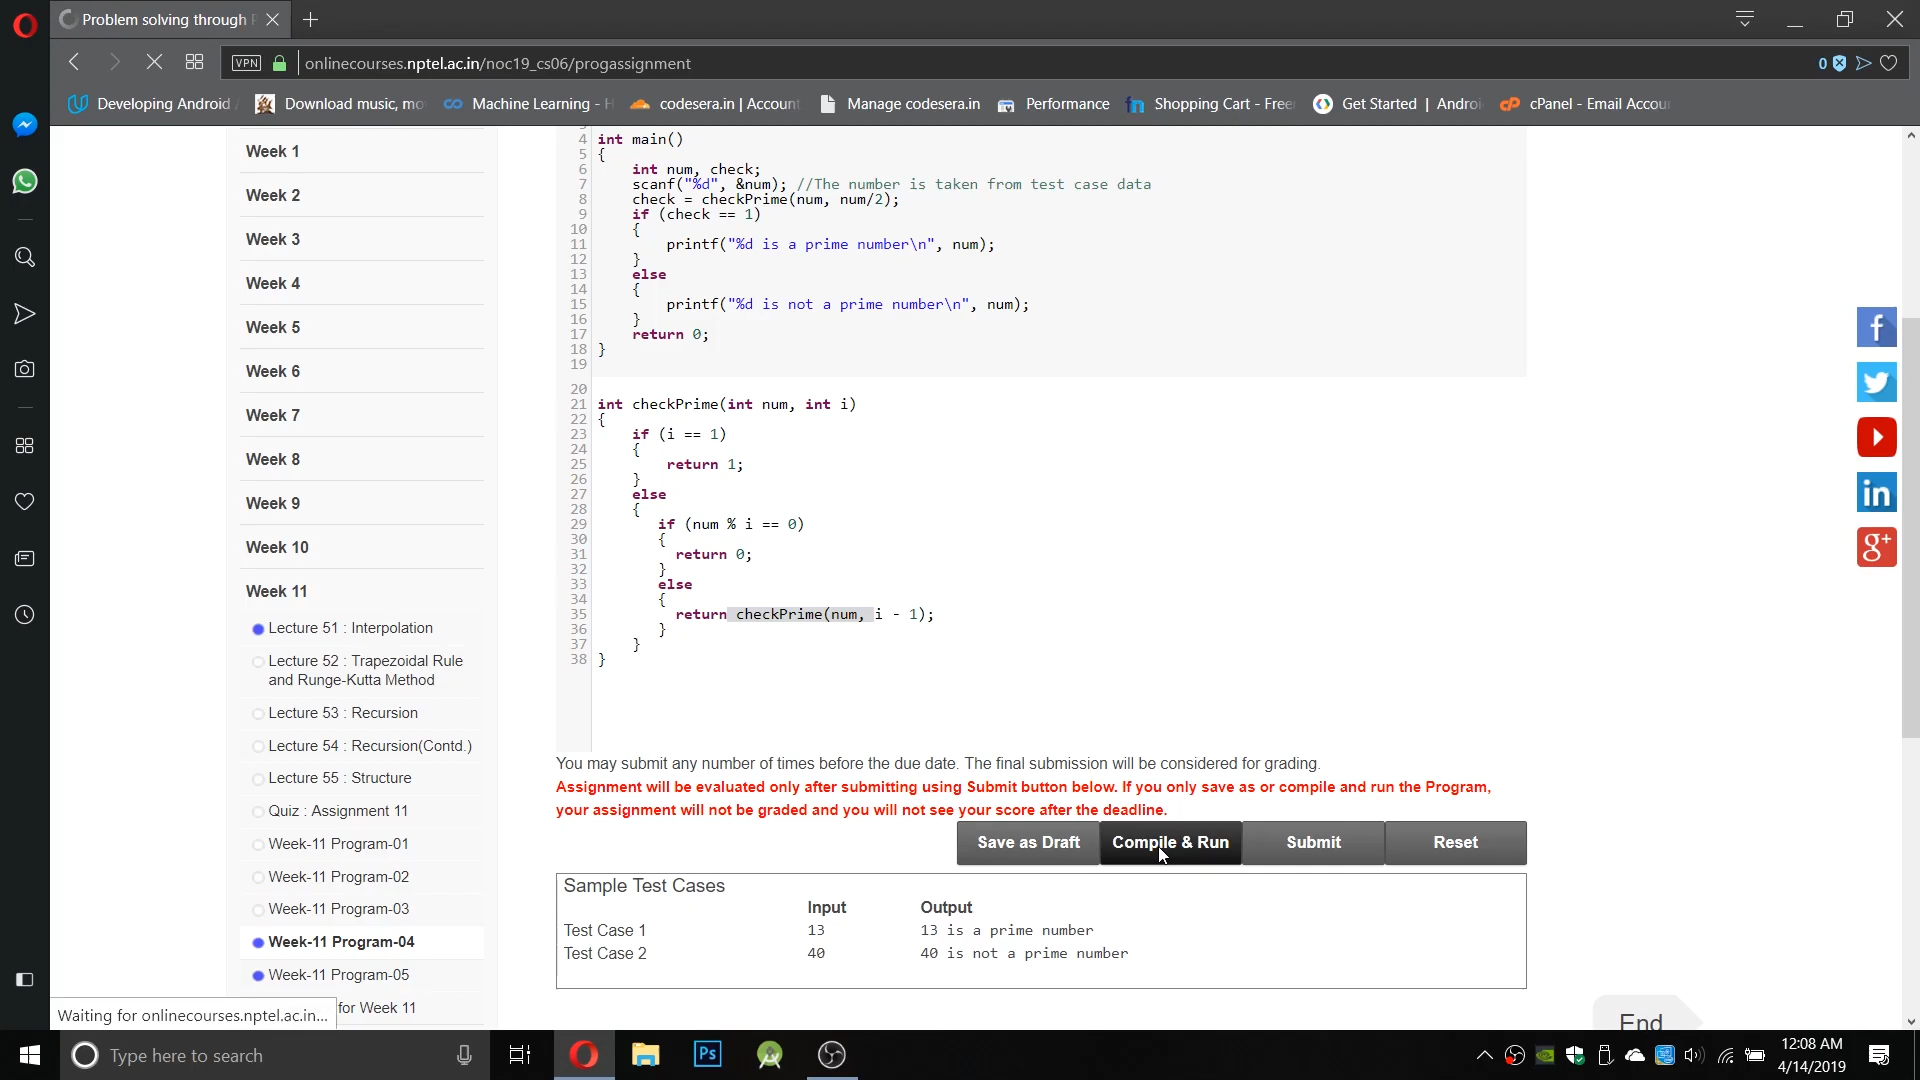 Problem solving through P
VPN
onlinecourses.nptel.ac.in/noc19_cs06/progassignment
0
Developing Android
Download music, mo
Machine Learning - H
codesera.in | Account
Manage codesera.in
Performance
Shopping Cart - Free
Get Started | Androi
cPanel - Email Accou
Week 1
Week 2
Week 3
Week 4
Week 5
Week 6
Week 7
Week 8
Week 9
Week 10
Week 11
Lecture 51 : Interpolation
Lecture 52 : Trapezoidal Rule
and Runge-Kutta Method
Lecture 53 : Recursion
Lecture 54 : Recursion(Contd.)
Lecture 55 : Structure
Quiz : Assignment 11
Week-11 Program-01
Week-11 Program-02
Week-11 Program-03
Week-11 Program-04
Week-11 Program-05
for Week 11
4 int main()
5 {
6 int num, check;
7 scanf("%d", &num); //The number is taken from test case data
8 check = checkPrime(num, num/2);
9 if (check == 1)
10 {
11 printf("%d is a prime number\n", num);
12 }
13 else
14 {
15 printf("%d is not a prime number\n", num);
16 }
17 return 0;
18 }
19
20
21 int checkPrime(int num, int i)
22 {
23 if (i == 1)
24 {
25 return 1;
26 }
27 else
28 {
29 if (num % i == 0)
30 {
31 return 0;
32 }
33 else
34 {
35 return checkPrime(num, i - 1);
36 }
37 }
38 }
You may submit any number of times before the due date. The final submission will be considered for grading.
Assignment will be evaluated only after submitting using Submit button below. If you only save as or compile and run the Program,
your assignment will not be graded and you will not see your score after the deadline.
Save as Draft
Compile & Run
Submit
Reset
Sample Test Cases
Input Output
Test Case 1 13 13 is a prime number
Test Case 2 40 40 is not a prime number
End
Waiting for onlinecourses.nptel.ac.in...
Type here to search
Ps
12:08 AM
4/14/2019